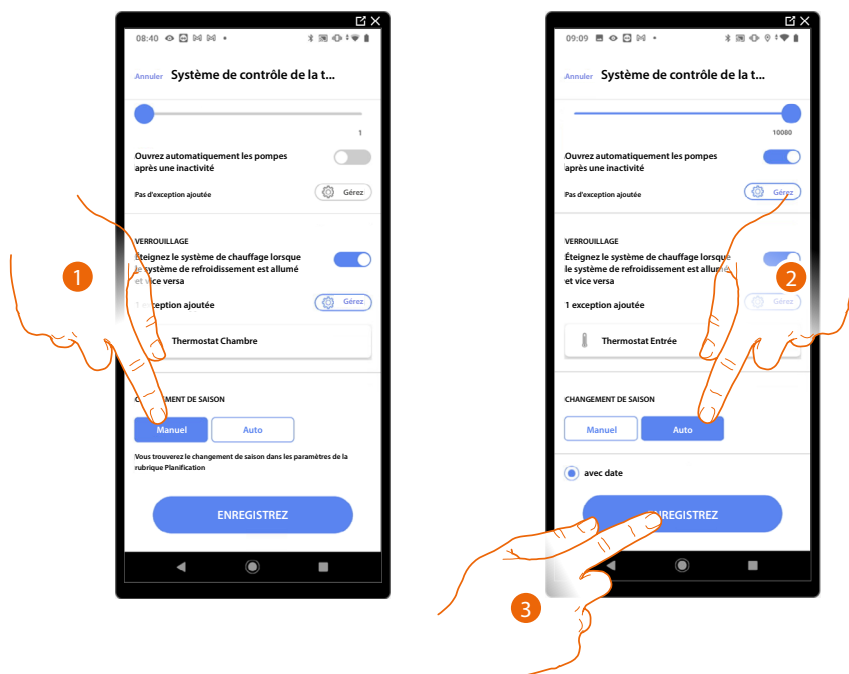 08:40
Annuler Système de contrôle de la t...
1
Ouvrez automatiquement les pompes
après une inactivité
Pas d'exception ajoutée
Gérez
VERROUILLAGE
Éteignez le système de chauffage lorsque
le système de refroidissement est allumé
et vice versa
1 exception ajoutée
Gérez
Thermostat Chambre
CHANGEMENT DE SAISON
Manuel
Auto
Vous trouverez le changement de saison dans les paramètres de la
rubrique Planification
ENREGISTREZ
1
09:09
Annuler Système de contrôle de la t...
10080
Ouvrez automatiquement les pompes
après une inactivité
Pas d'exception ajoutée
Gérez
VERROUILLAGE
Éteignez le système de chauffage lorsque
le système de refroidissement est allumé
et vice versa
1 exception ajoutée
Gérez
Thermostat Entrée
CHANGEMENT DE SAISON
Manuel
Auto
avec date
ENREGISTREZ
2
3